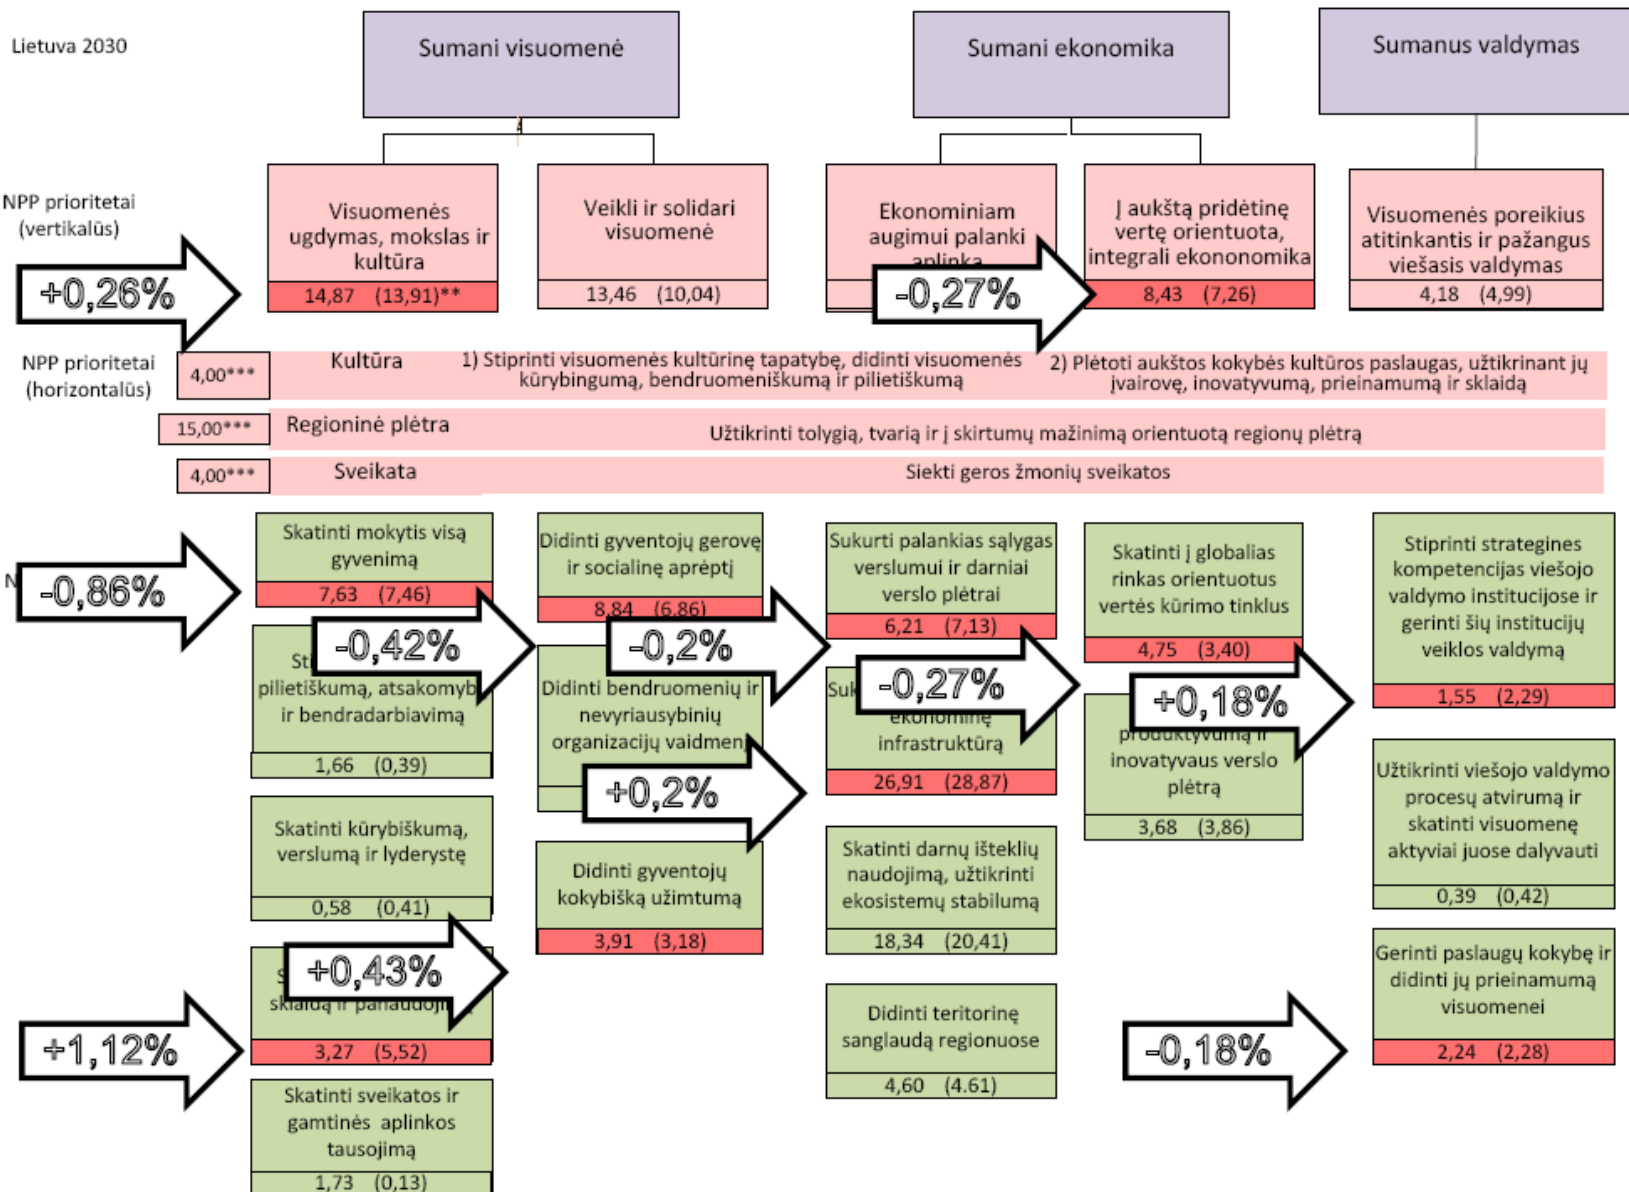 Lietuva 2030
Sumani visuomenė
Sumani ekonomika
Sumanus valdymas
NPP prioritetai
(vertikalūs)
Visuomenės
ugdymas, mokslas ir
kultūra
14,87 (13,91)**
Veikli ir solidari
visuomenė
13,46 (10,04)
Ekonominiam
augimui palanki
aplinka
Į aukštą pridėtinę
vertę orientuota,
integrali ekononomika
8,43 (7,26)
Visuomenės poreikius
atitinkantis ir pažangus
viešasis valdymas
4,18 (4,99)
+0,26%
-0,27%
NPP prioritetai
(horizontalūs)
4,00***
Kultūra
1) Stiprinti visuomenės kultūrinę tapatybę, didinti visuomenės
kūrybingumą, bendruomeniškumą ir pilietiškumą
2) Plėtoti aukštos kokybės kultūros paslaugas, užtikrinant jų
įvairovę, inovatyvumą, prieinamumą ir sklaidą
15,00***
Regioninė plėtra
Užtikrinti tolygią, tvarią ir į skirtumų mažinimą orientuotą regionų plėtrą
4,00***
Sveikata
Siekti geros žmonių sveikatos
-0,86%
Skatinti mokytis visą
gyvenimą
7,63 (7,46)
-0,42%
pilietiškumą,
ir bendradarbiavimą
1,66 (0,39)
Skatinti kūrybiškumą,
verslumą ir lyderystę
0,58 (0,41)
+0,43%
sklaidą ir
+1,12%
3,27 (5,52)
Skatinti sveikatos ir
gamtinės aplinkos
tausojimą
1,73 (0,13)
Didinti gyventojų gerovę
ir socialinę aprėptį
8,84 (6,86)
-0,2%
Didinti bendruomenių ir
nevyriausybinių
organizacijų
+0,2%
Didinti gyventojų
kokybišką užimtumą
3,91 (3,18)
Sukurti palankias sąlygas
verslumui ir darniai
verslo plėtrai
6,21 (7,13)
-0,27%
ekonominę
infrastruktūrą
26,91 (28,87)
Skatinti darnų išteklių
naudojimą, užtikrinti
ekosistemų stabilumą
18,34 (20,41)
Didinti teritorinę
sanglaudą regionuose
4,60 (4.61)
Skatinti į globalias
rinkas orientuotus
vertės kūrimo tinklus
4,75 (3,40)
+0,18%
produktyvumą ir
inovatyvaus verslo
plėtrą
3,68 (3,86)
-0,18%
Stiprinti strategines
kompetencijas viešojo
valdymo institucijose ir
gerinti šių institucijų
veiklos valdymą
1,55 (2,29)
Užtikrinti viešojo valdymo
procesų atvirumą ir
skatinti visuomenę
aktyviai juose dalyvauti
0,39 (0,42)
Gerinti paslaugų kokybę ir
didinti jų prieinamumą
visuomenei
2,24 (2,28)